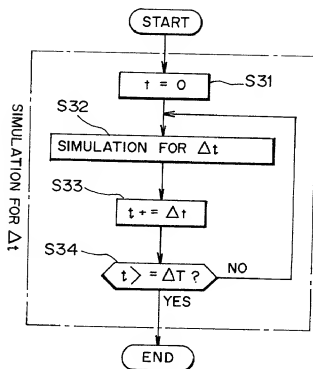 START
t = 0
S31
S32
SIMULATION FOR Δt
S33
t += Δt
S34
t >= ΔT ?
NO
YES
END
SIMULATION FOR Δt